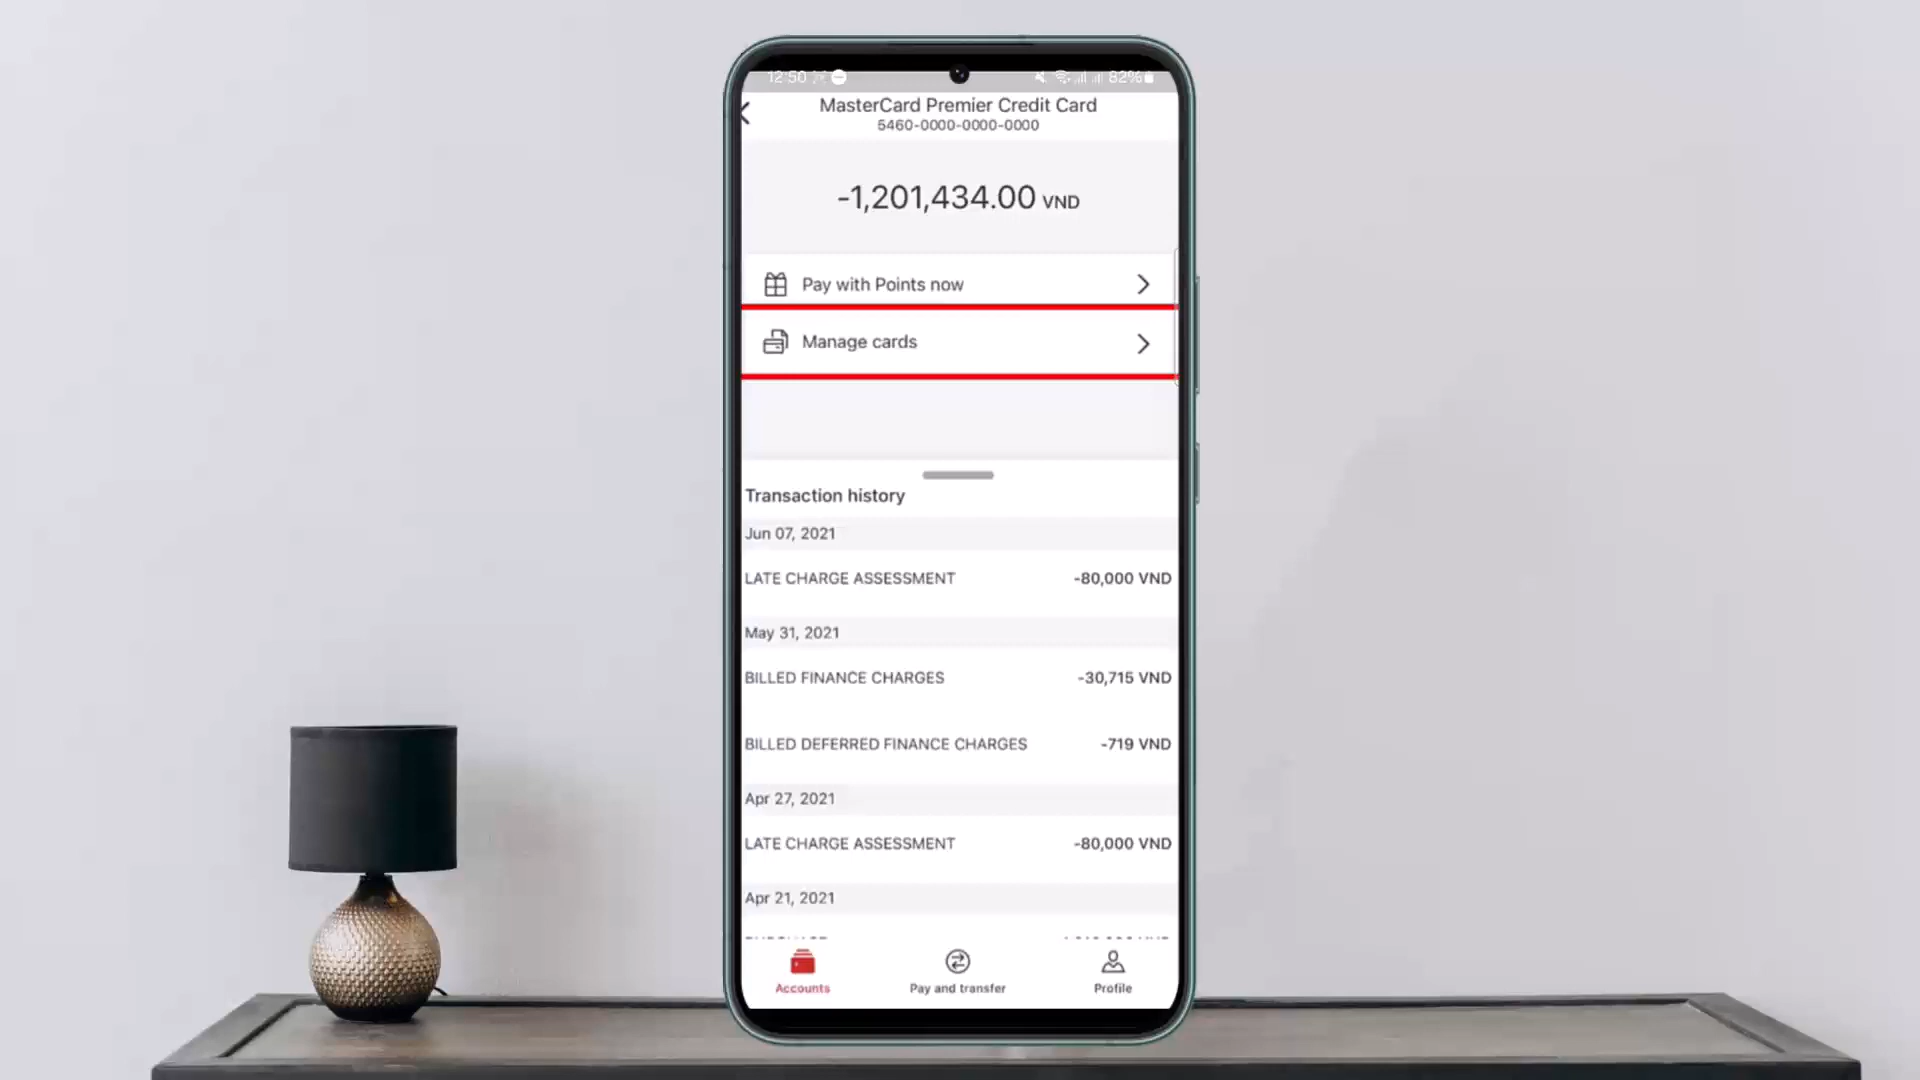 12:50 82%
MasterCard Premier Credit Card
5460-0000-0000-0000
-1,201,434.00 VND
Pay with Points now
Manage cards
Transaction history
Jun 07, 2021
LATE CHARGE ASSESSMENT -80,000 VND
May 31, 2021
BILLED FINANCE CHARGES -30,715 VND
BILLED DEFERRED FINANCE CHARGES -719 VND
Apr 27, 2021
LATE CHARGE ASSESSMENT -80,000 VND
Apr 21, 2021
Accounts Pay and transfer Profile